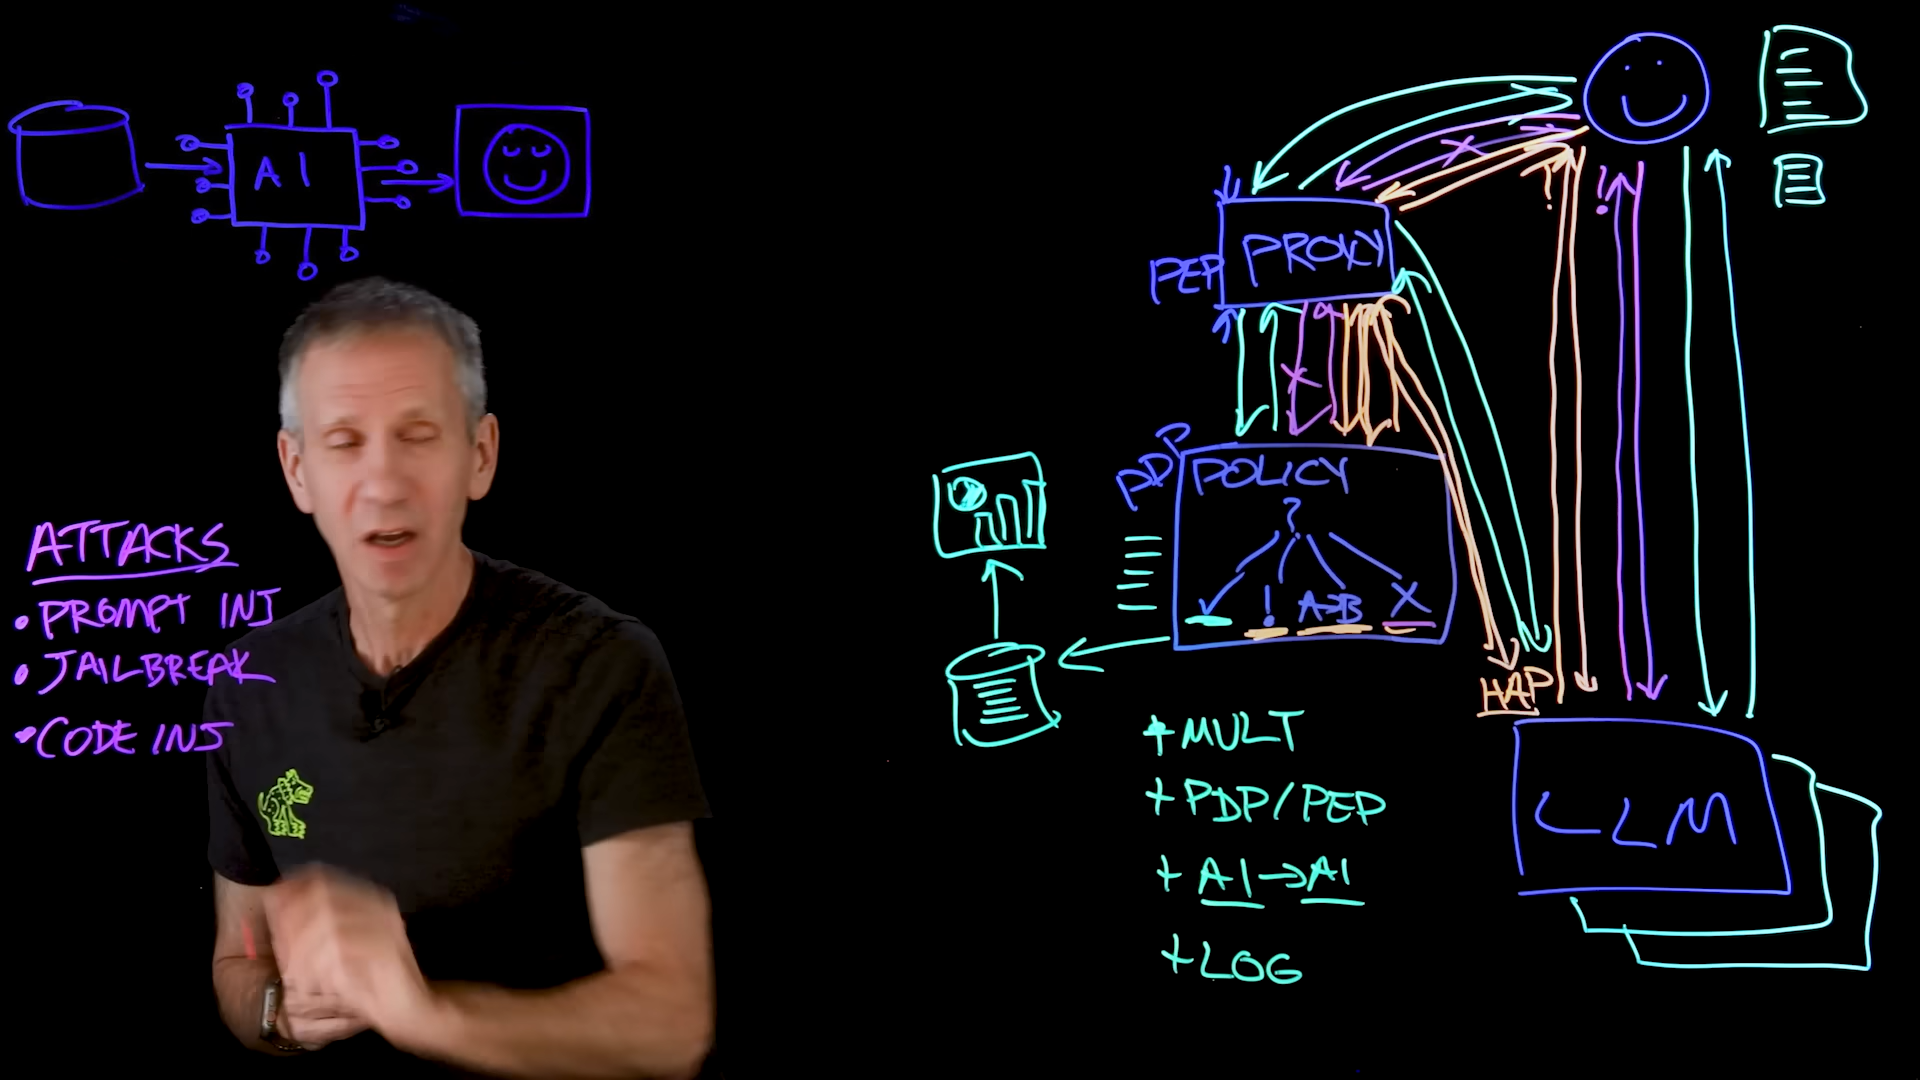 AI
ATTACKS
• PROMPT INJ
• JAILBREAK
• CODE INJ
PROXY
PEP
PDP
POLICY
?
! A→B X
+ MULT
+ PDP/PEP
+ AI → AI
+ LOG
!
!
HAP
LLM